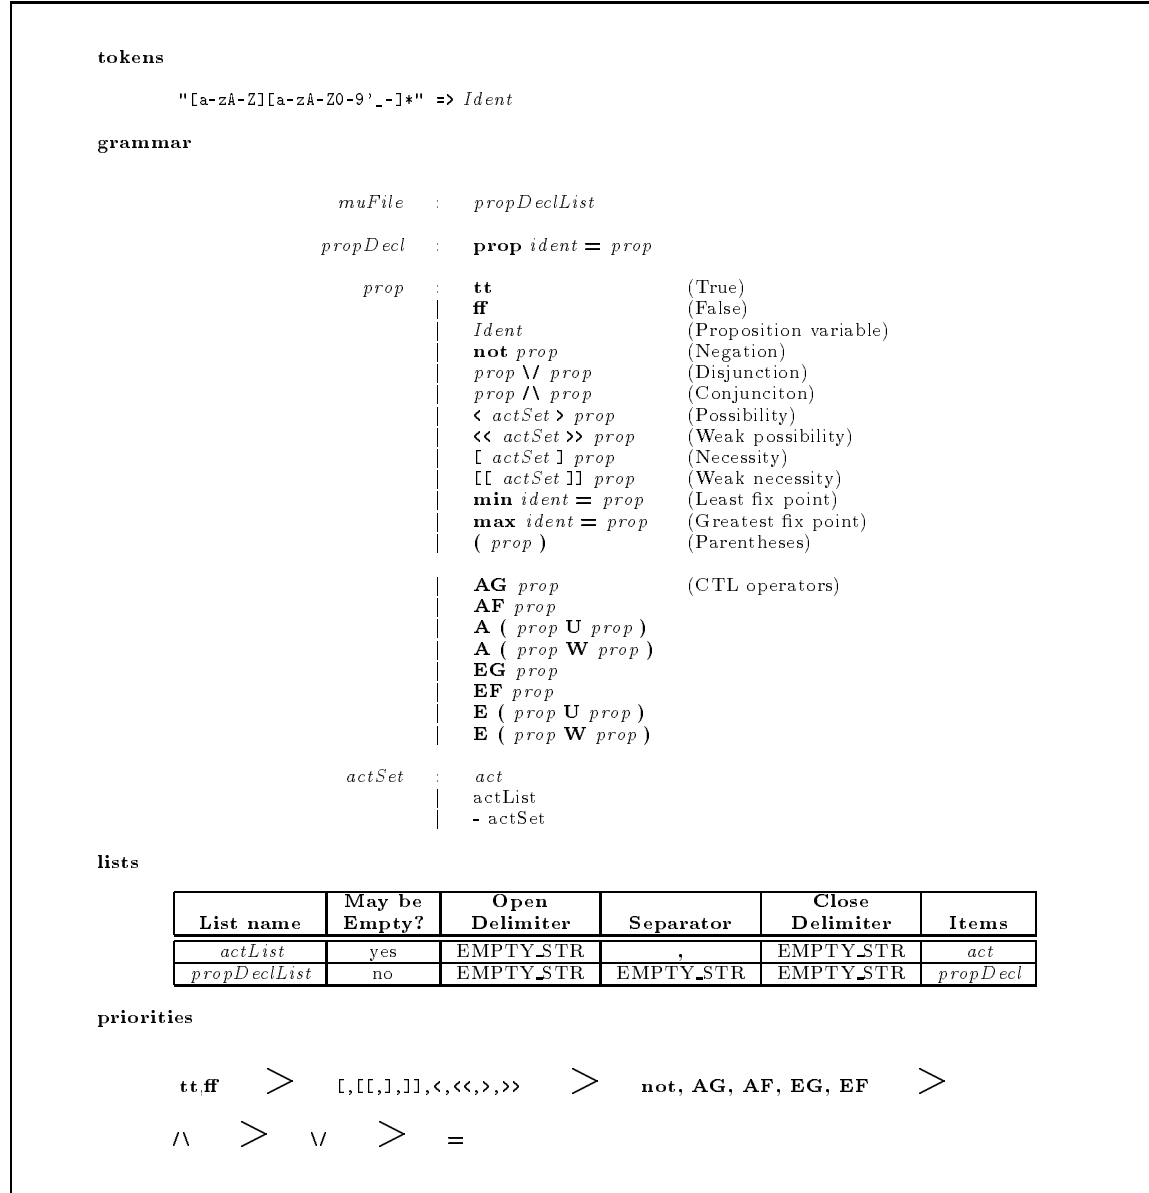 tokens
"[a-zA-Z][a-zA-Z0-9'_-]*" => Ident
grammar
muFile : propDeclList
propDecl : prop ident = prop
prop : tt (True)
| ff (False)
| Ident (Proposition variable)
| not prop (Negation)
| prop \/ prop (Disjunction)
| prop /\ prop (Conjunciton)
| < actSet > prop (Possibility)
| << actSet >> prop (Weak possibility)
| [ actSet ] prop (Necessity)
| [[ actSet ]] prop (Weak necessity)
| min ident = prop (Least fix point)
| max ident = prop (Greatest fix point)
| ( prop ) (Parentheses)
| AG prop (CTL operators)
| AF prop
| A ( prop U prop )
| A ( prop W prop )
| EG prop
| EF prop
| E ( prop U prop )
| E ( prop W prop )
actSet : act
| actList
| - actSet
lists
May be Open Close
List name Empty? Delimiter Separator Delimiter Items
actList yes EMPTY_STR , EMPTY_STR act
propDeclList no EMPTY_STR EMPTY_STR EMPTY_STR propDecl
priorities
tt,ff > [,[[,],]],<,<<,>,>> > not, AG, AF, EG, EF >
/\ > \/ > =